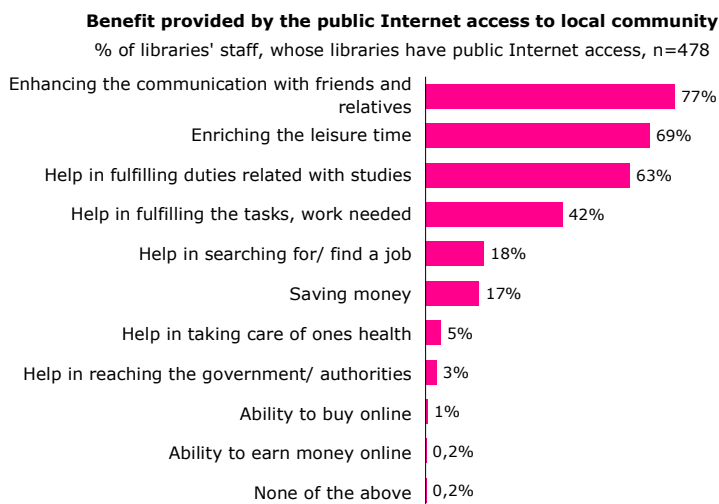 Benefit provided by the public Internet access to local community
% of libraries' staff, whose libraries have public Internet access, n=478
Enhancing the communication with friends and
relatives
77%
Enriching the leisure time
69%
Help in fulfilling duties related with studies
63%
Help in fulfilling the tasks, work needed
42%
Help in searching for/ find a job
18%
Saving money
17%
Help in taking care of ones health
5%
Help in reaching the government/ authorities
3%
Ability to buy online
1%
Ability to earn money online
0,2%
None of the above
0,2%